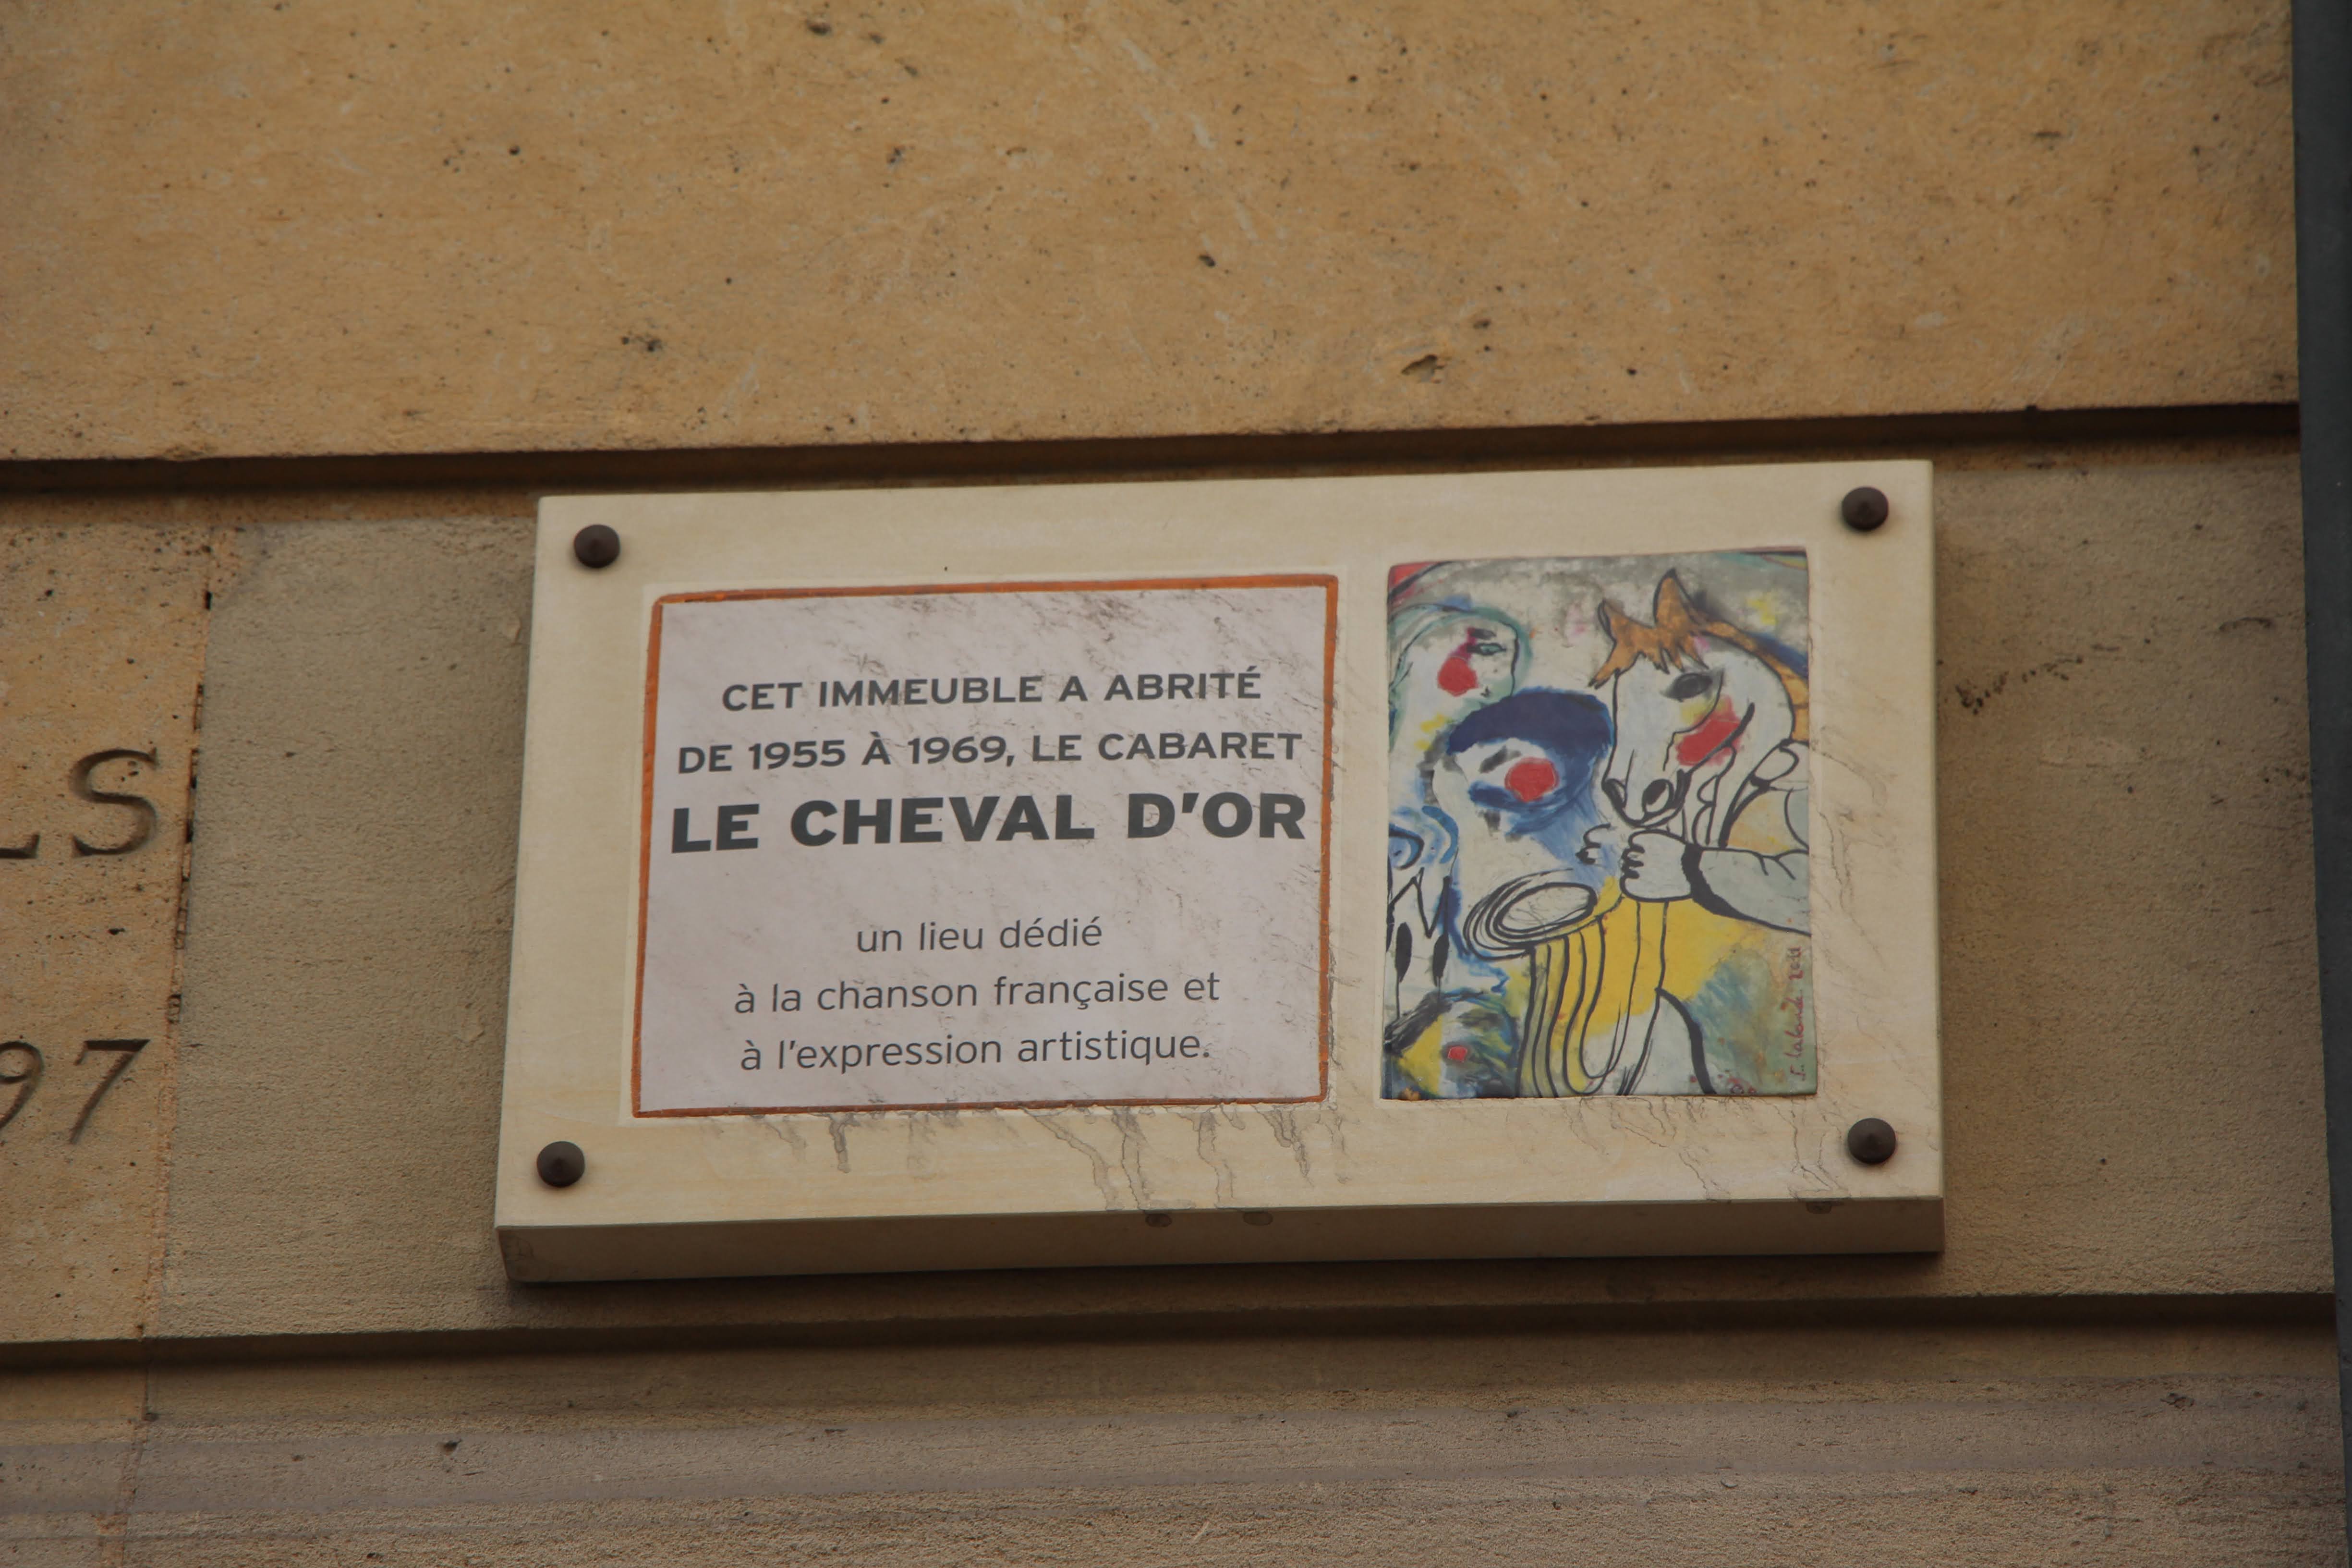 LS
97
CET IMMEUBLE A ABRITÉ
DE 1955 À 1969, LE CABARET
LE CHEVAL D'OR
un lieu dédié
à la chanson française et
à l'expression artistique.